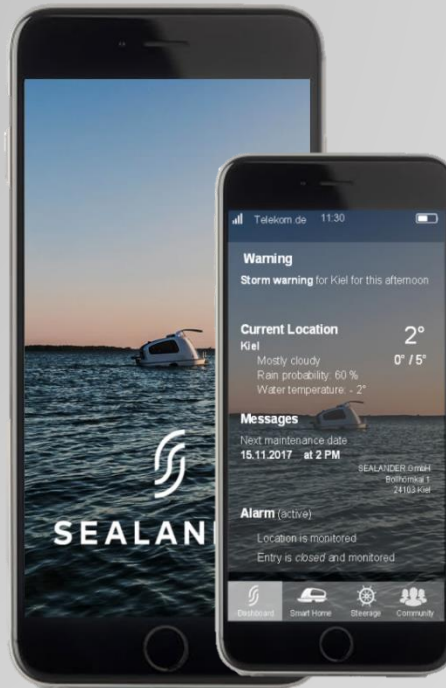 SEALAN
Telekom.de 11:30
Warning
Storm warning for Kiel for this afternoon
Current Location
2°
Kiel
0° / 5°
Mostly cloudy
Rain probability: 60 %
Water temperature: - 2°
Messages
Next maintenance date
15.11.2017 at 2 PM
SEALANDER GmbH
Bollhörnkai 1
24103 Kiel
Alarm (active)
Location is monitored
Entry is closed and monitored
Dashboard Smart Home Steerage Community